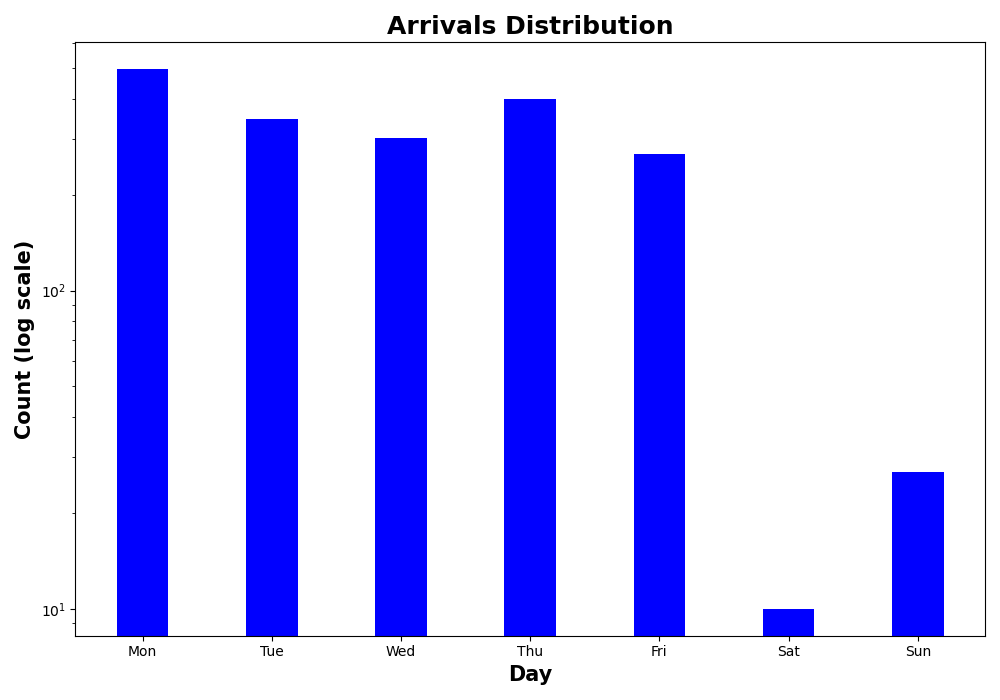 Arrivals Distribution
Count (log scale)
10²
10¹
Mon Tue Wed Thu Fri Sat Sun
Day